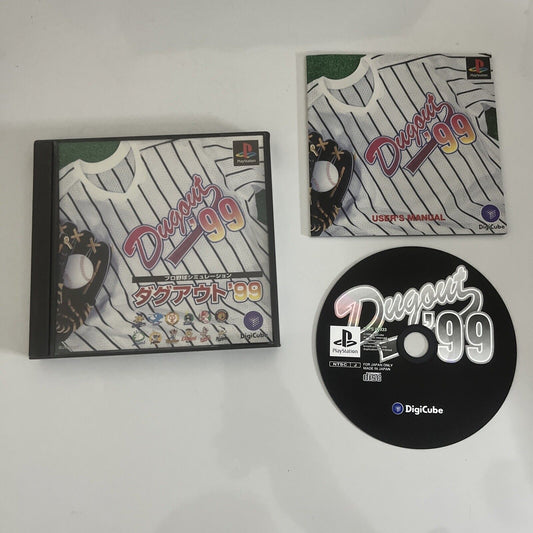 PlayStation
Dugout '99
プロ野球シミュレーション
ダグアウト'99
DigiCube
PlayStation
Dugout '99
USER'S MANUAL
DigiCube
Dugout '99
PlayStation
NTSC J
FOR JAPAN ONLY
MADE IN JAPAN
DigiCube